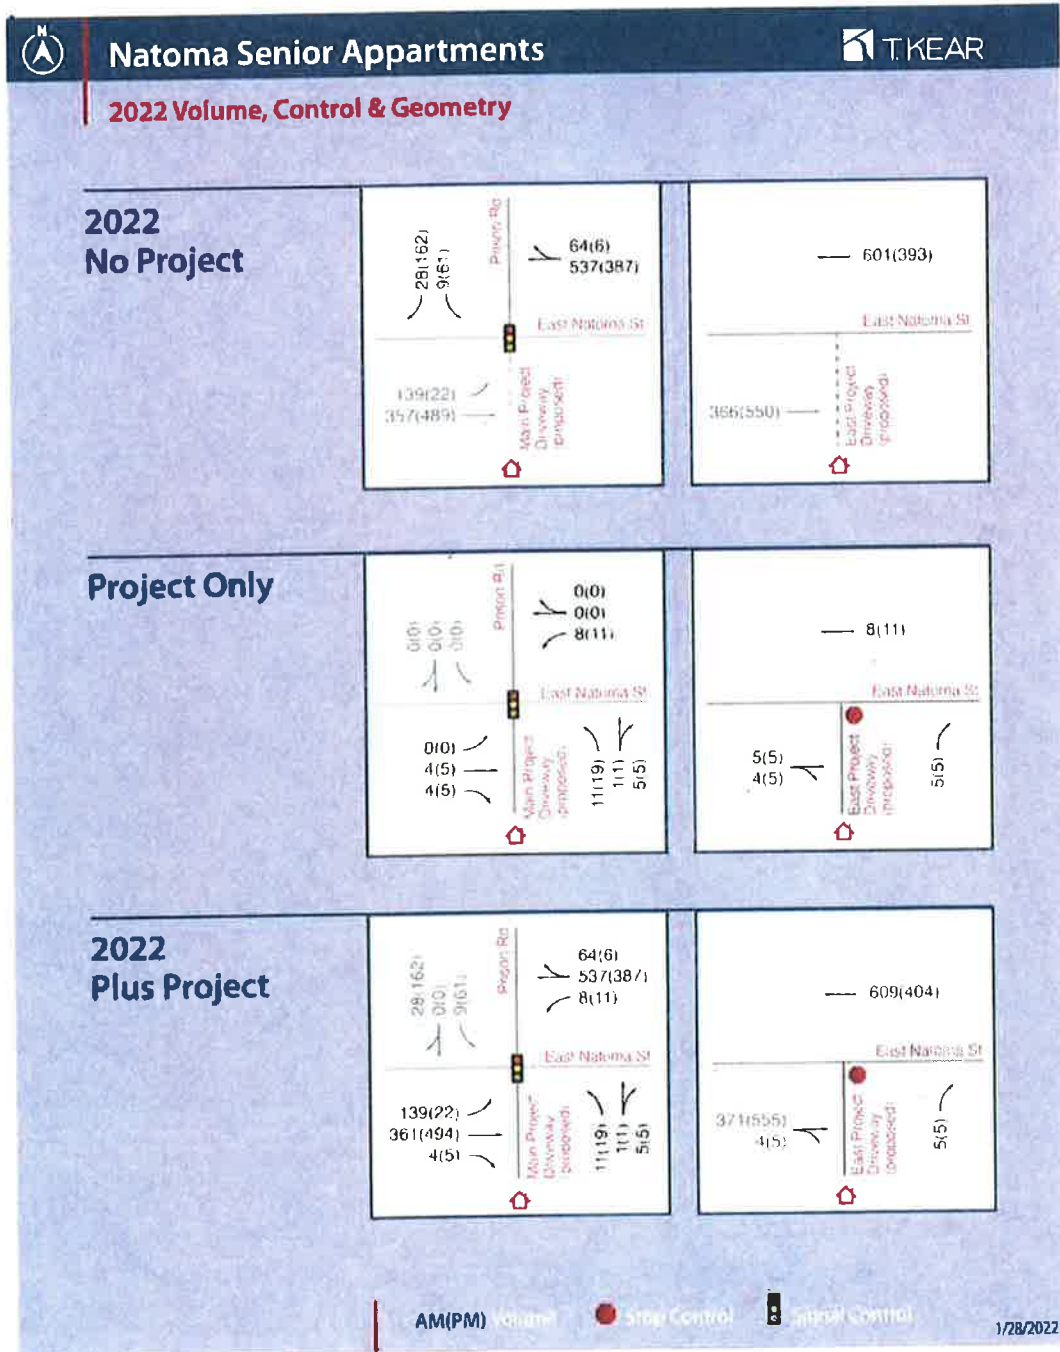 N
Natoma Senior Appartments
T.KEAR
2022 Volume, Control & Geometry
2022
No Project
28(162)
9(61)
Prison Rd
64(6)
537(387)
East Natoma St
139(22)
357(489)
Main Project
Driveway
(proposed)
601(393)
East Natoma St
366(550)
East Project
Driveway
(proposed)
Project Only
0(0)
0(0)
0(0)
Prison Rd
0(0)
0(0)
8(11)
East Natoma St
0(0)
4(5)
4(5)
Main Project
Driveway
(proposed)
11(19)
1(1)
5(5)
8(11)
East Natoma St
5(5)
4(5)
East Project
Driveway
(proposed)
5(5)
2022
Plus Project
28(162)
0(0)
9(61)
Prison Rd
64(6)
537(387)
8(11)
East Natoma St
139(22)
361(494)
4(5)
Main Project
Driveway
(proposed)
11(19)
1(1)
5(5)
609(404)
East Natoma St
371(555)
4(5)
East Project
Driveway
(proposed)
5(5)
AM(PM) Volume
Stop Control
Signal Control
1/28/2022